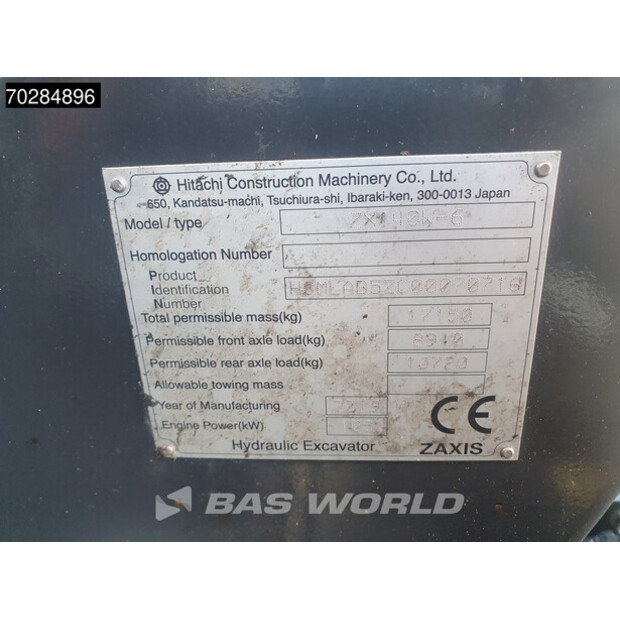 70284896
Hitachi Construction Machinery Co., Ltd.
650, Kandatsu-machi, Tsuchiura-shi, Ibaraki-ken, 300-0013 Japan
Model / type
Homologation Number
Product
Identification
Number
Total permissible mass(kg) 17150
Permissible front axle load(kg)
Permissible rear axle load(kg)
Allowable towing mass
Year of Manufacturing
Engine Power(kW)
CE
Hydraulic Excavator ZAXIS
BAS WORLD